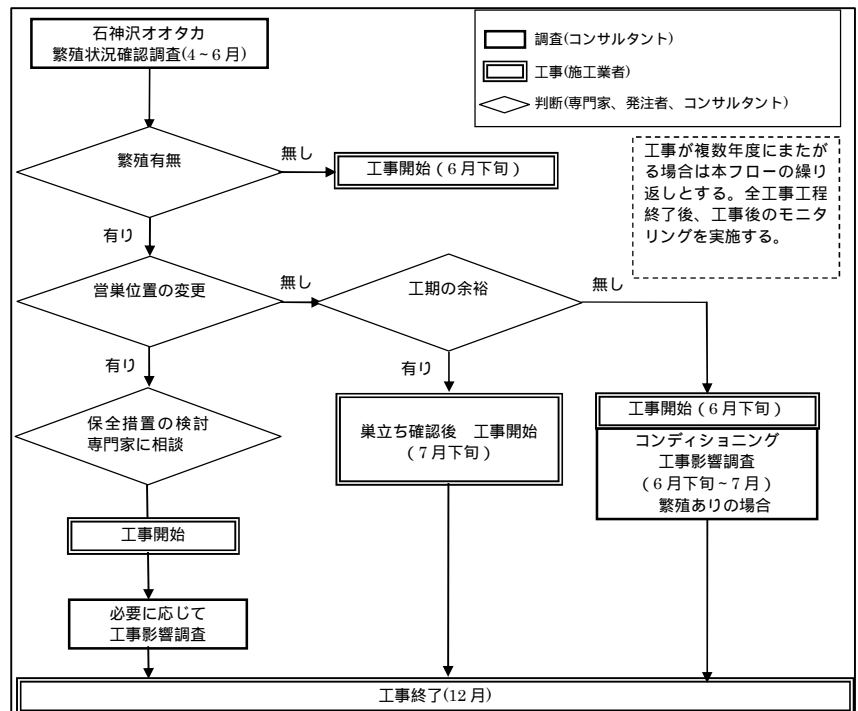 石神沢オオタカ
繁殖状況確認調査(4~6月)
調査(コンサルタント)
工事(施工業者)
判断(専門家、発注者、コンサルタント)
繁殖有無
無し
工事開始(6月下旬)
工事が複数年度にまたが
る場合は本フローの繰り
返しとする。全工事工程
終了後、工事後のモニタ
リングを実施する。
有り
営巣位置の変更
無し
工期の余裕
無し
有り
有り
保全措置の検討
専門家に相談
巣立ち確認後 工事開始
(7月下旬)
工事開始(6月下旬)
コンディショニング
工事影響調査
(6月下旬~7月)
繁殖ありの場合
工事開始
必要に応じて
工事影響調査
工事終了(12月)